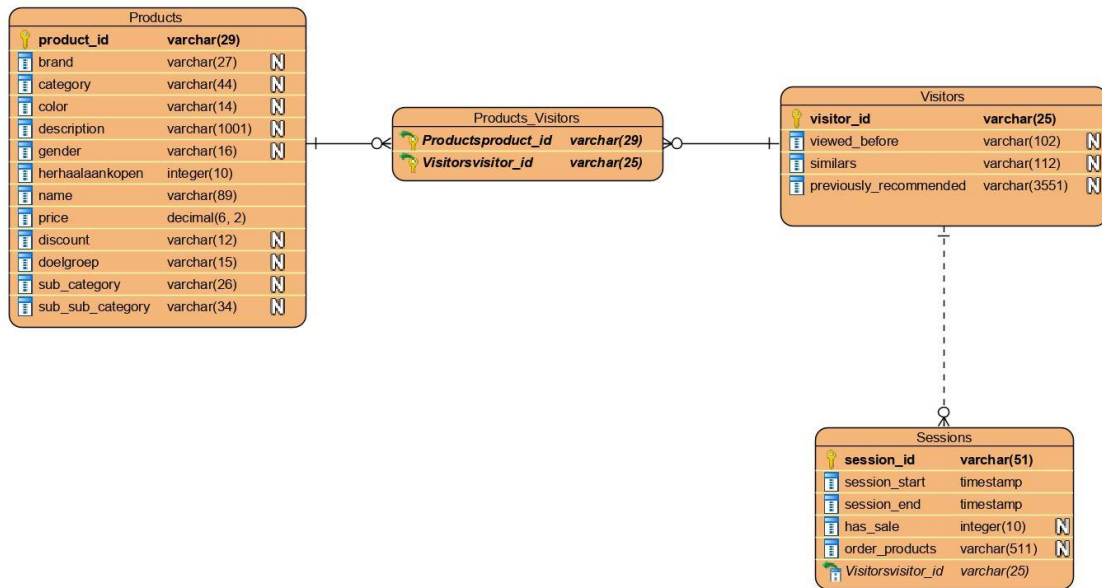 Products
product_id varchar(29)
brand varchar(27) N
category varchar(44) N
color varchar(14) N
description varchar(1001) N
gender varchar(16) N
herhaalaankopen integer(10)
name varchar(89)
price decimal(6, 2)
discount varchar(12) N
doelgroep varchar(15) N
sub_category varchar(26) N
sub_sub_category varchar(34) N
Products_Visitors
Productsproduct_id varchar(29)
Visitorsvisitor_id varchar(25)
Visitors
visitor_id varchar(25)
viewed_before varchar(102) N
similars varchar(112) N
previously_recommended varchar(3551) N
Sessions
session_id varchar(51)
session_start timestamp
session_end timestamp
has_sale integer(10) N
order_products varchar(511) N
Visitorsvisitor_id varchar(25)